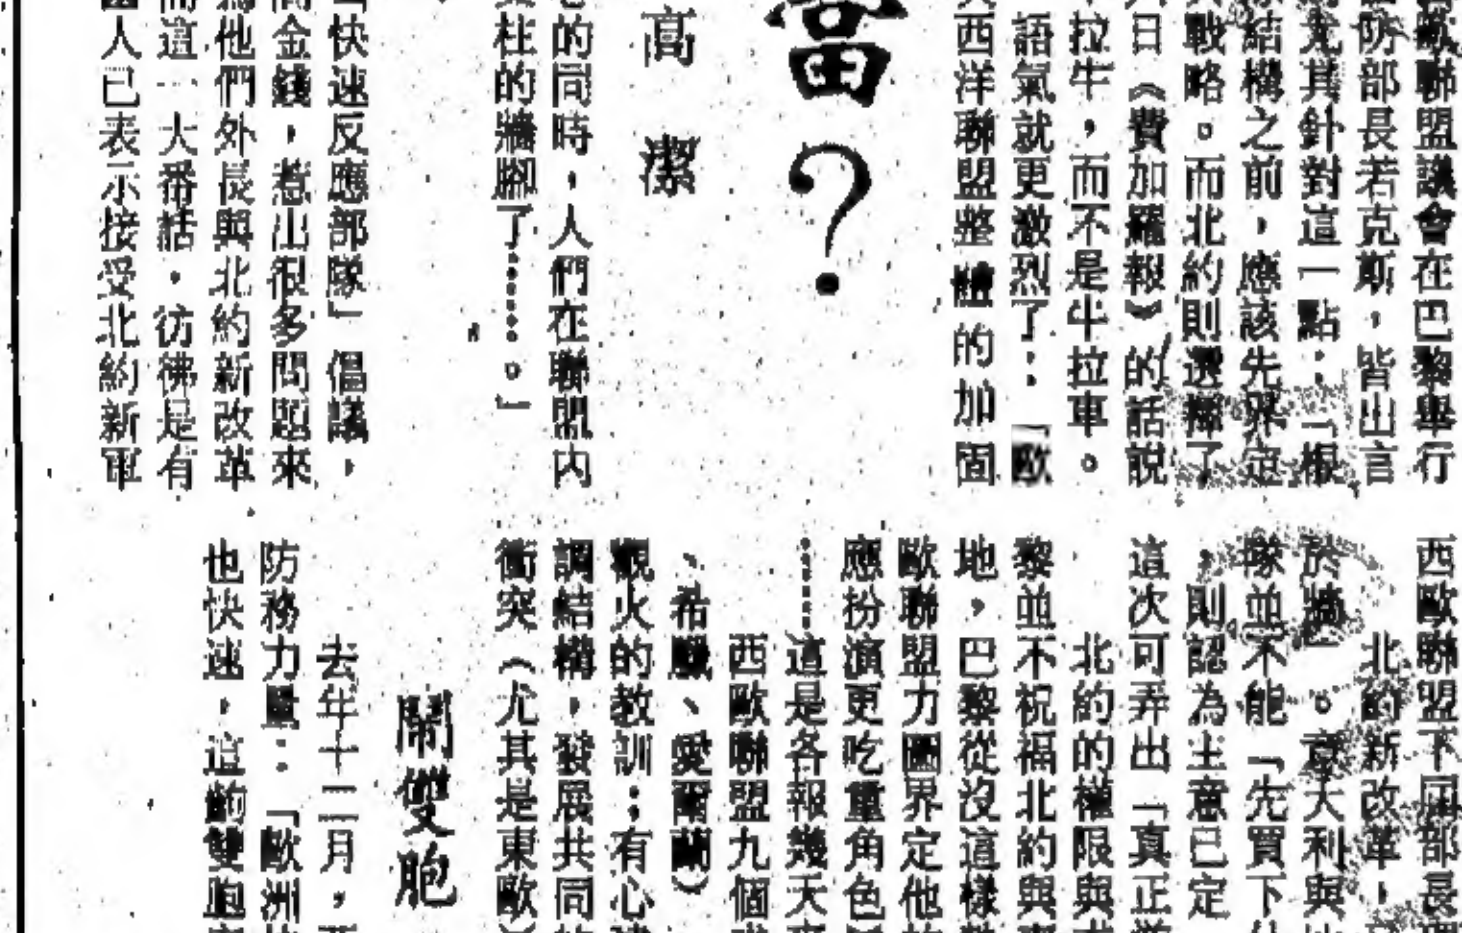 歐聯盟議會在巴黎舉行
防部長若克斯，皆出言
尤其針對這一點：「根
結構之前，應該先界定
戰略。而北約則選擇了
日《費加羅報》的話說
拉牛，而不是牛拉車。
語氣就更激烈了：「歐
西洋聯盟整體的加固
當？
高潔
的同時，人們在聯盟內
柱的牆腳了……。」
快速反應部隊」倡議，
金錢，惹出很多問題來
他們外長與北約新改革
這一大番話，彷彿是有
人已表示接受北約新軍
西歐聯盟下屆部長
北約新改革，
於牆」。意大利與
隊並不能「先買下
，則認為主意已定
這次可弄出「真正
北約的權限與
黎並不祝福北約與
地，巴黎從沒這樣
歐聯盟力圖界定他
應扮演更吃重角色
……這是各報幾天
西歐聯盟九個
、希臘、愛爾蘭）
觀火的教訓；有心
調結構，發展共同
衝突（尤其是東歐
鬧雙胞
去年十二月，
防務力量：「歐洲
也快速，這齣雙胞